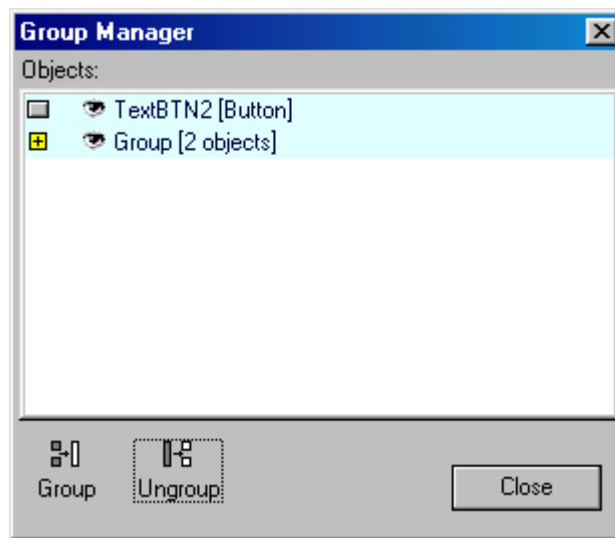 Group Manager
Objects:
TextBTN2 [Button]
Group [2 objects]
Group
Ungroup
Close